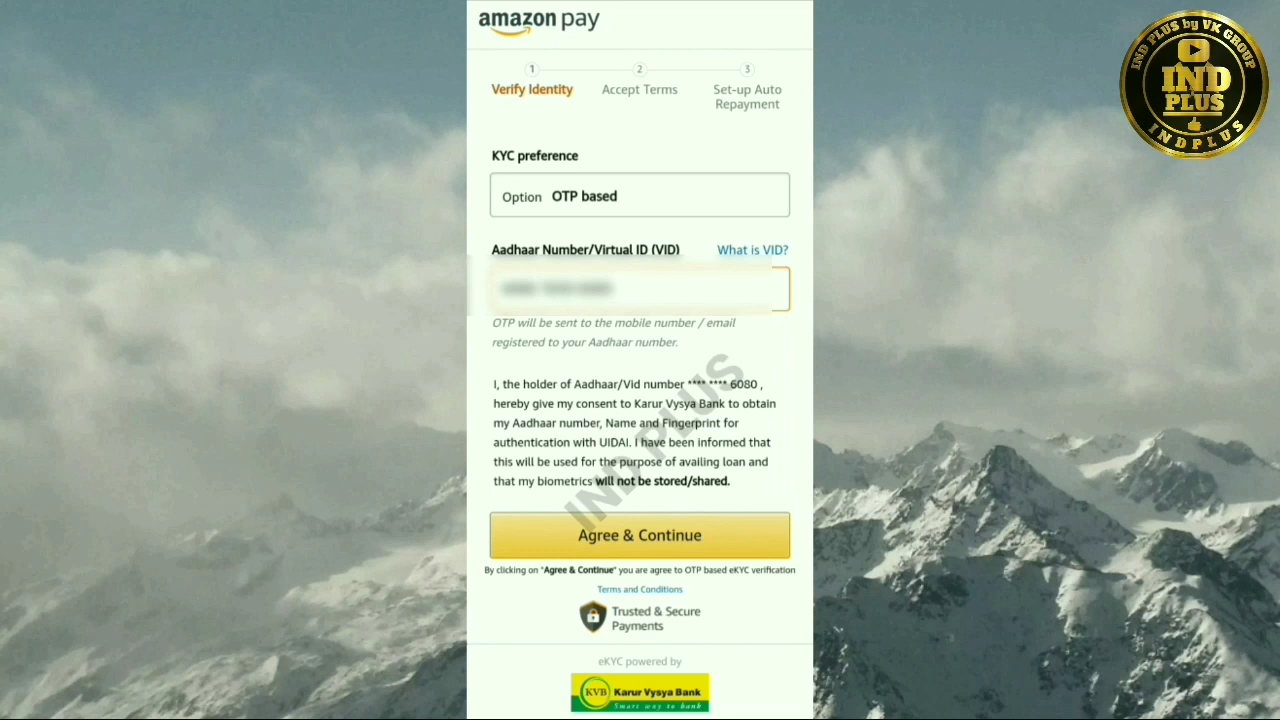 amazon pay
1 2 3
Verify Identity Accept Terms Set-up Auto
Repayment
KYC preference
Option OTP based
Aadhaar Number/Virtual ID (VID) What is VID?
OTP will be sent to the mobile number / email
registered to your Aadhaar number.
I, the holder of Aadhaar/Vid number **** **** 6080 ,
hereby give my consent to Karur Vysya Bank to obtain
my Aadhaar number, Name and Fingerprint for
authentication with UIDAI. I have been informed that
this will be used for the purpose of availing loan and
that my biometrics will not be stored/shared.
IND PLUS
Agree & Continue
By clicking on "Agree & Continue" you are agree to OTP based eKYC verification
Terms and Conditions
Trusted & Secure
Payments
eKYC powered by
KVB Karur Vysya Bank
Smart way to bank
IND PLUS by VK GROUP
IND
PLUS
INDPLUS